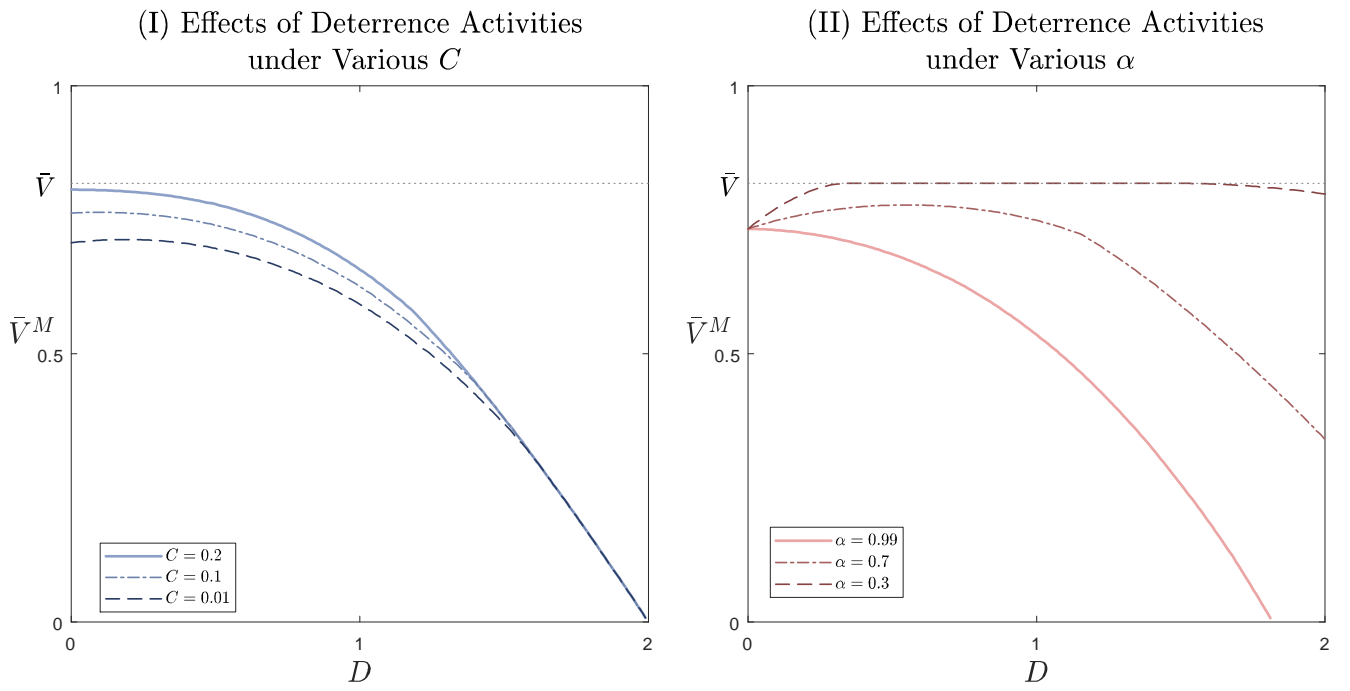 (I) Effects of Deterrence Activities
under Various C
1
V̄
V̄^M
0.5
0
0
1
2
D
C = 0.2
C = 0.1
C = 0.01
(II) Effects of Deterrence Activities
under Various α
1
V̄
V̄^M
0.5
0
0
1
2
D
α = 0.99
α = 0.7
α = 0.3